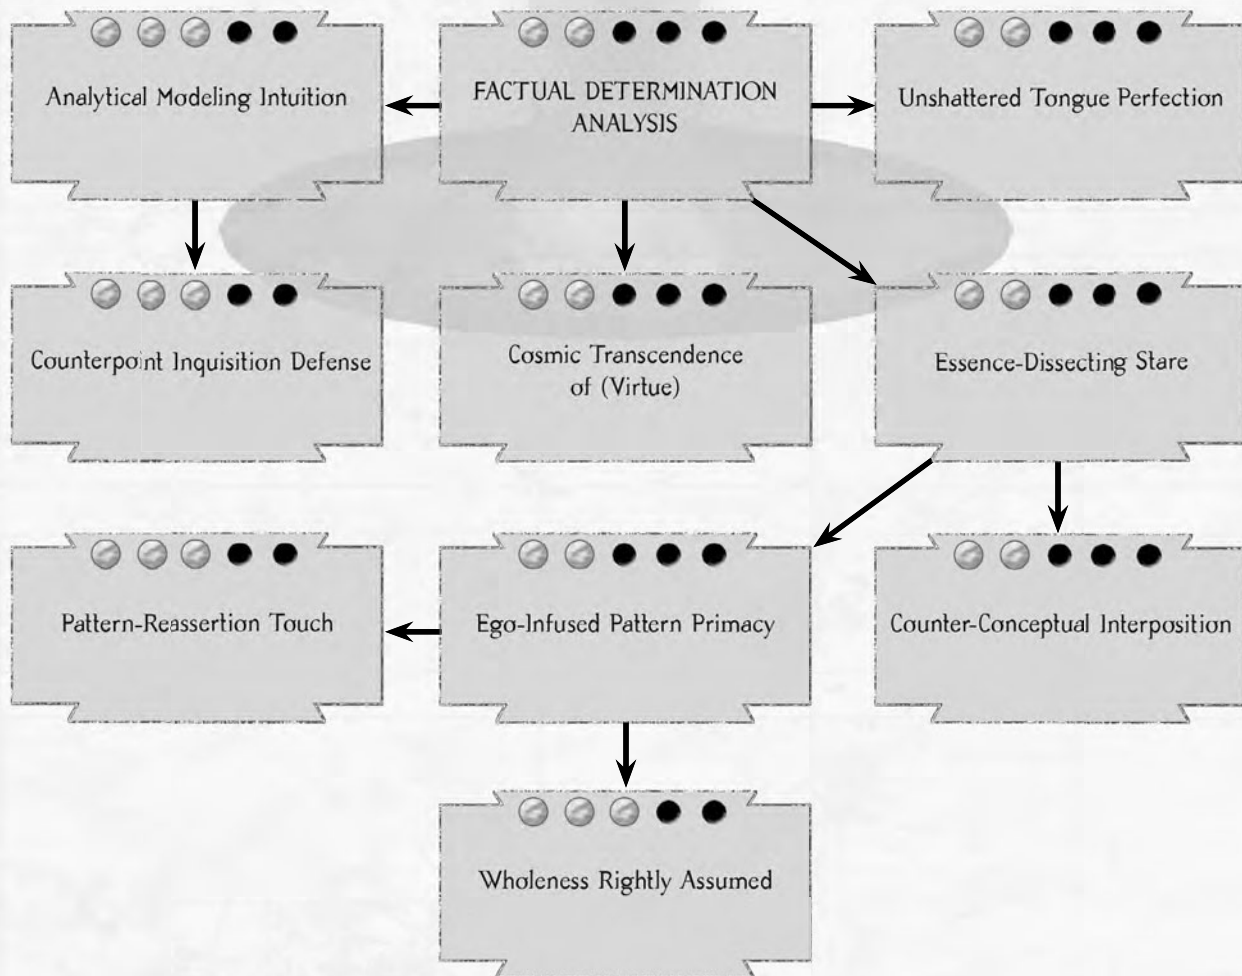 Analytical Modeling Intuition
FACTUAL DETERMINATION
ANALYSIS
Unshattered Tongue Perfection
Counterpoint Inquisition Defense
Cosmic Transcendence
of (Virtue)
Essence-Dissecting Stare
Pattern-Reassertion Touch
Ego-Infused Pattern Primacy
Counter-Conceptual Interposition
Wholeness Rightly Assumed